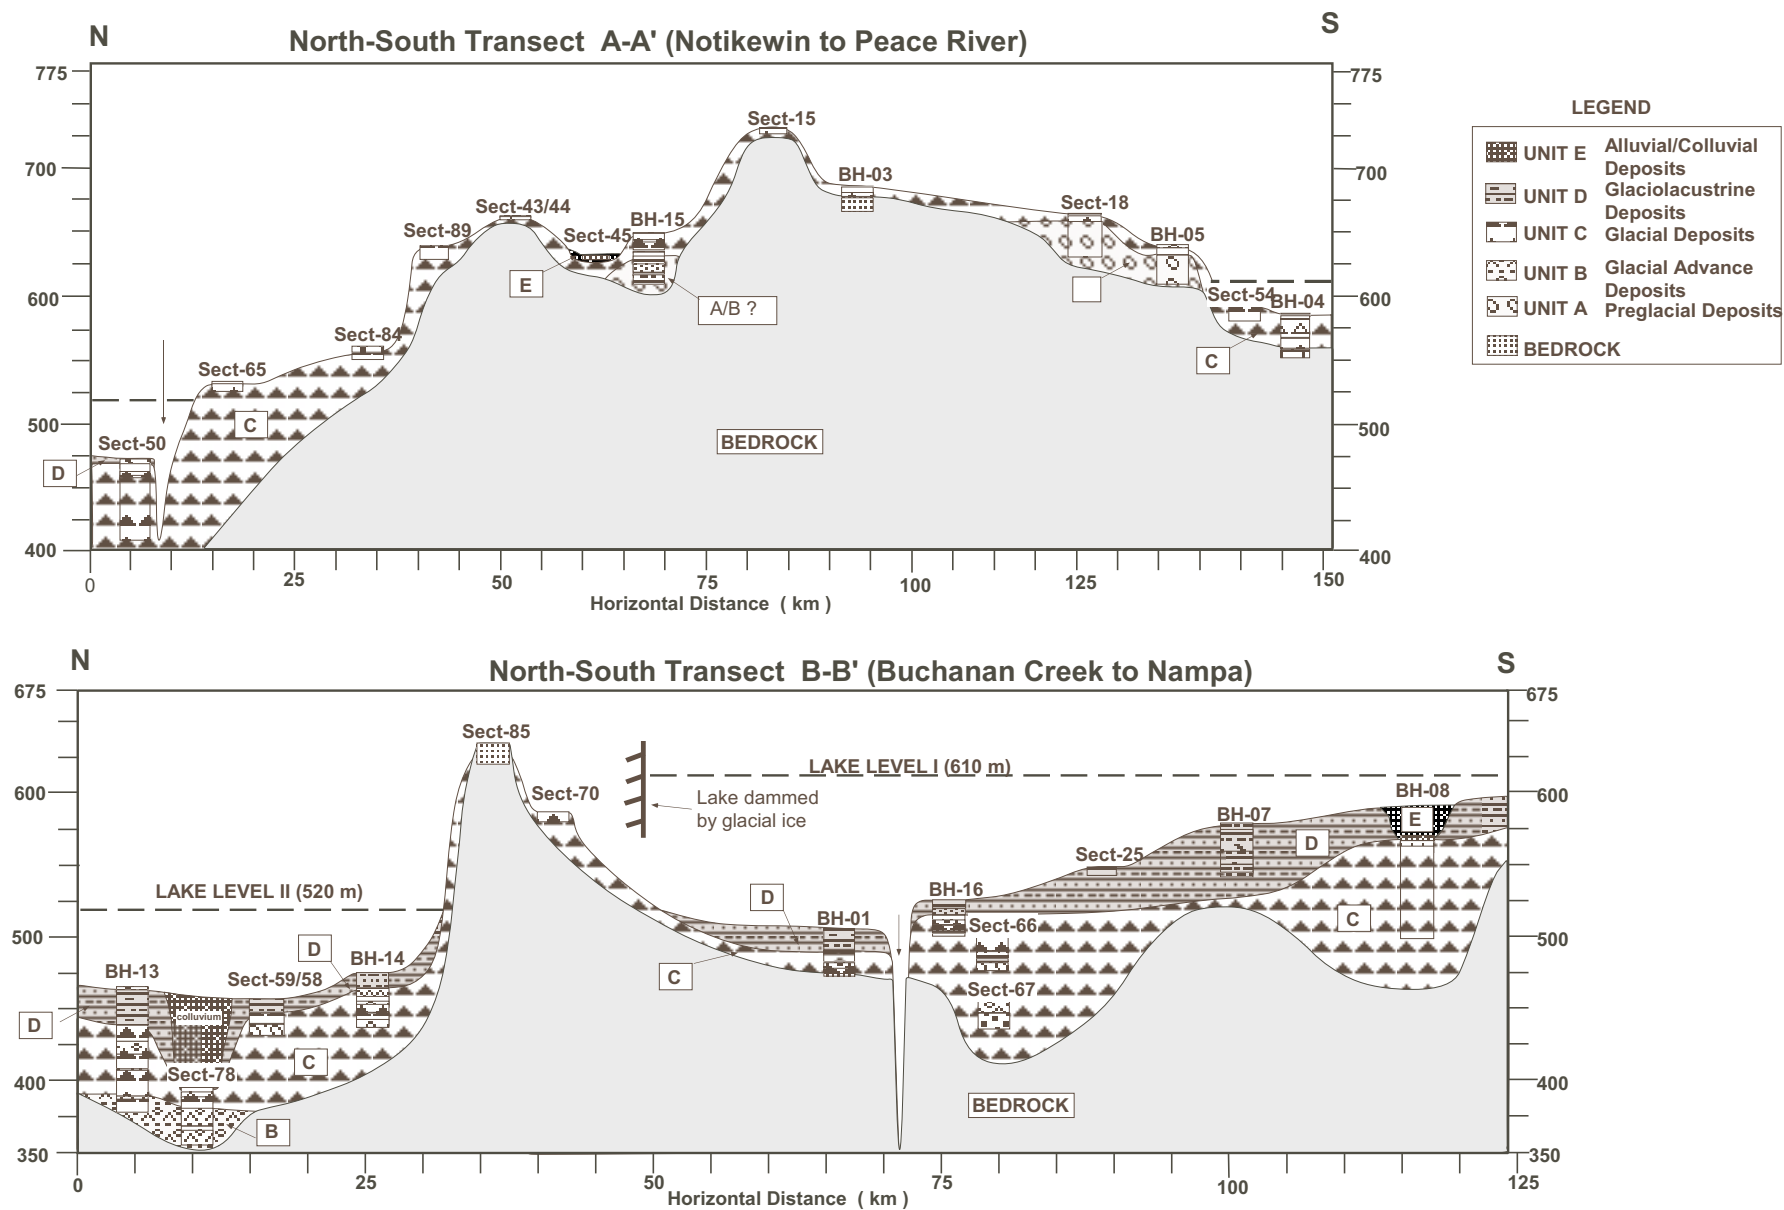 N
S
North-South Transect A-A' (Notikewin to Peace River)
775
775
LEGEND
Sect-15
UNIT E Alluvial/Colluvial Deposits
700
BH-03
700
UNIT D Glaciolacustrine Deposits
Sect-43/44
Sect-18
BH-15
Sect-89
Sect-45
BH-05
UNIT C Glacial Deposits
UNIT B Glacial Advance Deposits
E
600
600
Sect-54
BH-04
A/B ?
UNIT A Preglacial Deposits
Sect-84
BEDROCK
C
Sect-65
500
C
500
Sect-50
BEDROCK
D
400
400
0
25
50
75
100
125
150
Horizontal Distance ( km )
N
S
North-South Transect B-B' (Buchanan Creek to Nampa)
675
675
Sect-85
LAKE LEVEL I (610 m)
600
Sect-70
Lake dammed
by glacial ice
BH-08
600
BH-07
E
D
Sect-25
LAKE LEVEL II (520 m)
D
BH-16
BH-01
Sect-66
C
500
D
500
BH-13
Sect-59/58
BH-14
C
Sect-67
D
colluvium
C
Sect-78
400
400
BEDROCK
B
350
350
0
25
50
75
100
125
Horizontal Distance ( km )